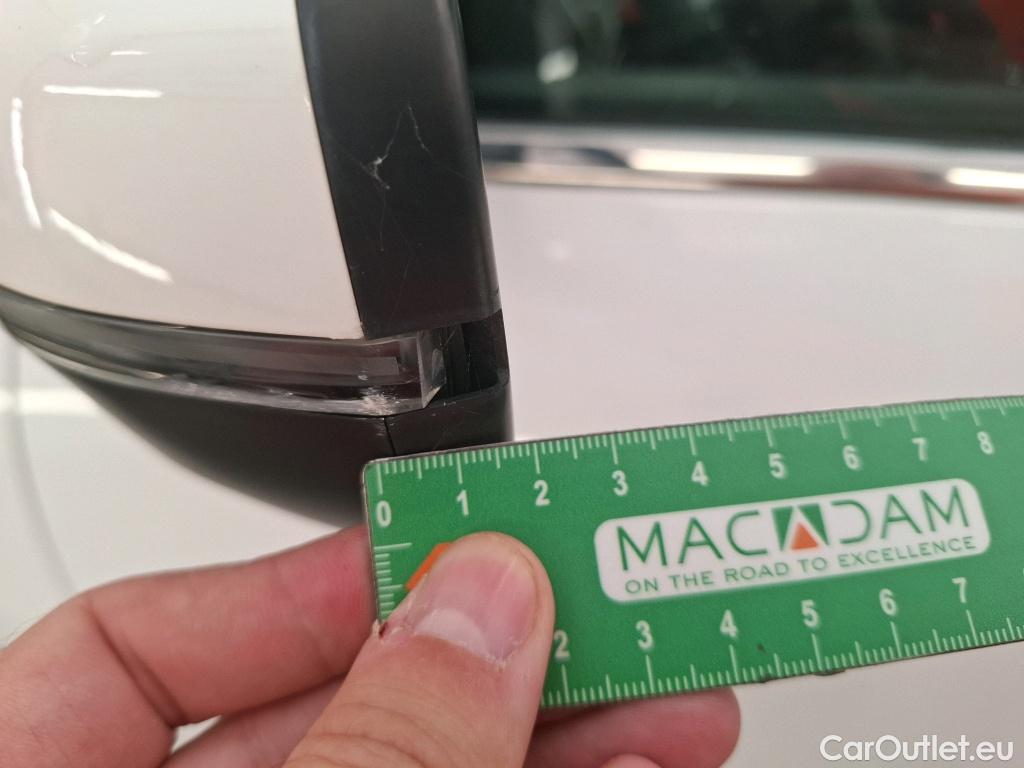 0 1 2 3 4 5 6 7 8
MACADAM
ON THE ROAD TO EXCELLENCE
2 3 4 5 6 7
CarOutlet.eu